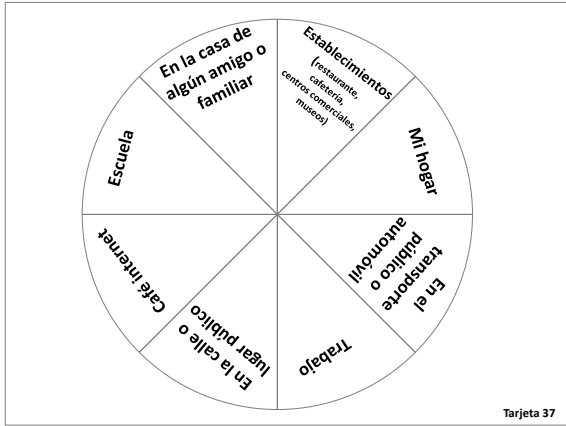 En la casa de
algún amigo o
familiar
Establecimientos
(restaurante,
cafetería,
centros comerciales,
museos)
Mi hogar
En el
transporte
público o
automóvil
Trabajo
En la calle o
lugar público
Café internet
Escuela
Tarjeta 37